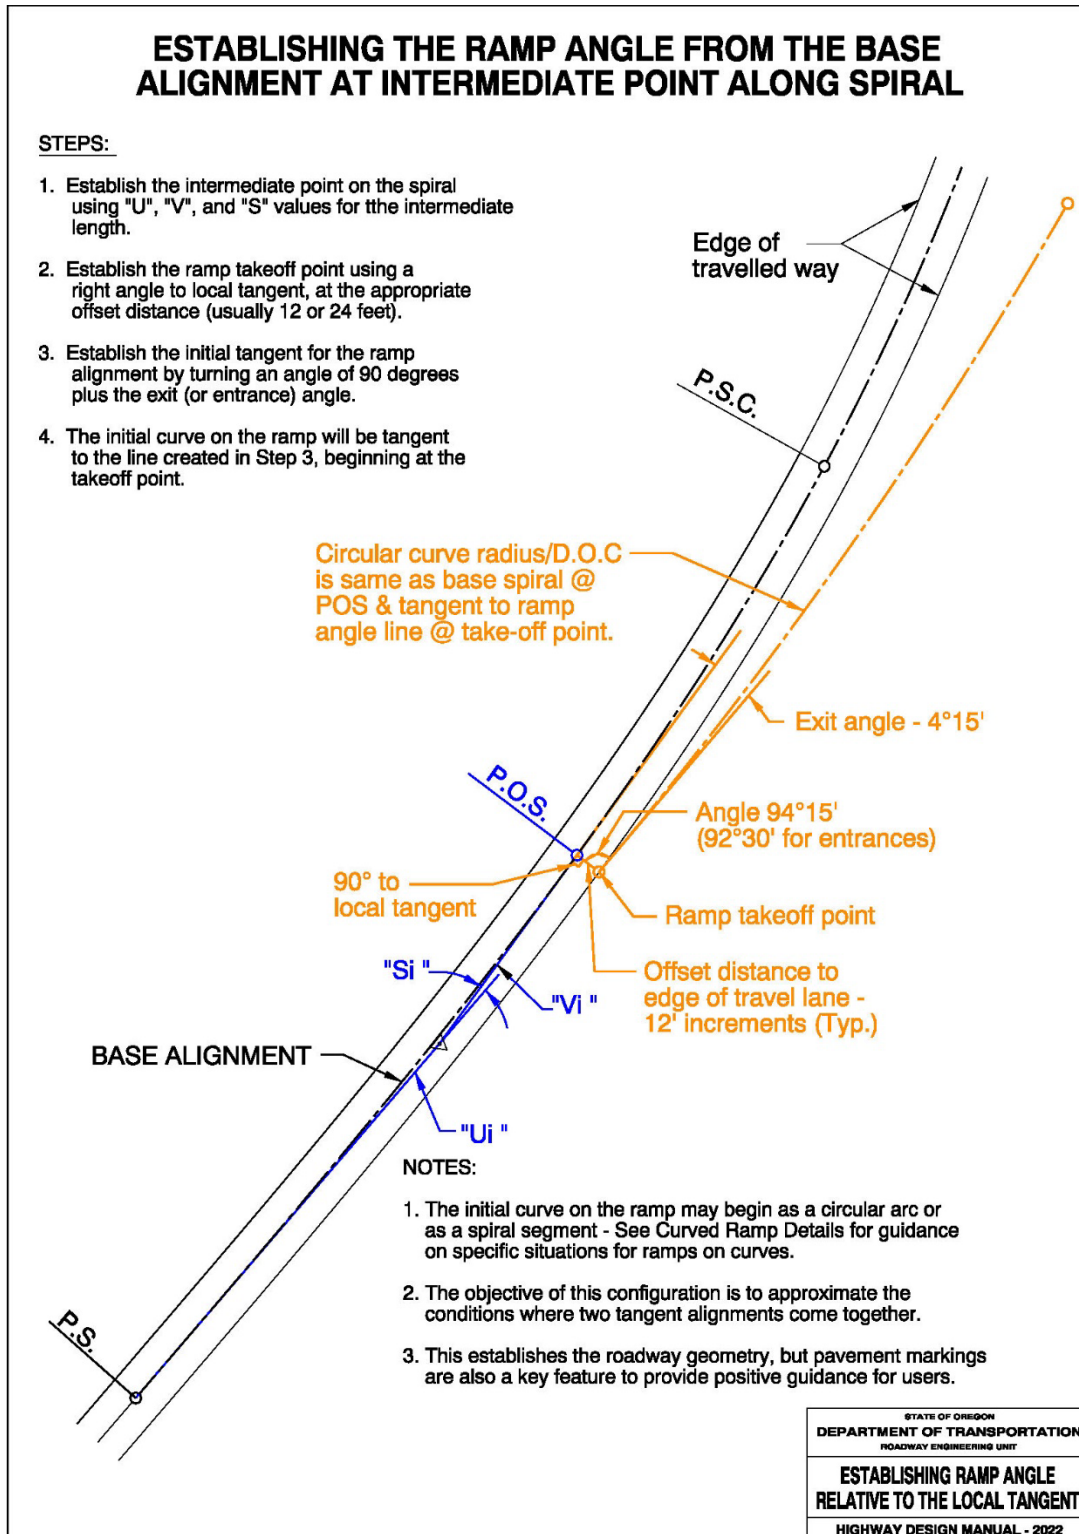 ESTABLISHING THE RAMP ANGLE FROM THE BASE
ALIGNMENT AT INTERMEDIATE POINT ALONG SPIRAL
STEPS:
1. Establish the intermediate point on the spiral
using "U", "V", and "S" values for tthe intermediate
length.
2. Establish the ramp takeoff point using a
right angle to local tangent, at the appropriate
offset distance (usually 12 or 24 feet).
3. Establish the initial tangent for the ramp
alignment by turning an angle of 90 degrees
plus the exit (or entrance) angle.
4. The initial curve on the ramp will be tangent
to the line created in Step 3, beginning at the
takeoff point.
Edge of
travelled way
P.S.C.
Circular curve radius/D.O.C
is same as base spiral @
POS & tangent to ramp
angle line @ take-off point.
Exit angle - 4°15'
P.O.S.
Angle 94°15'
(92°30' for entrances)
90° to
local tangent
Ramp takeoff point
"Si "
Offset distance to
edge of travel lane -
12' increments (Typ.)
"Vi "
BASE ALIGNMENT
"Ui "
NOTES:
1. The initial curve on the ramp may begin as a circular arc or
as a spiral segment - See Curved Ramp Details for guidance
on specific situations for ramps on curves.
2. The objective of this configuration is to approximate the
conditions where two tangent alignments come together.
3. This establishes the roadway geometry, but pavement markings
are also a key feature to provide positive guidance for users.
P.S.
STATE OF OREGON
DEPARTMENT OF TRANSPORTATION
ROADWAY ENGINEERING UNIT
ESTABLISHING RAMP ANGLE
RELATIVE TO THE LOCAL TANGENT
HIGHWAY DESIGN MANUAL - 2022